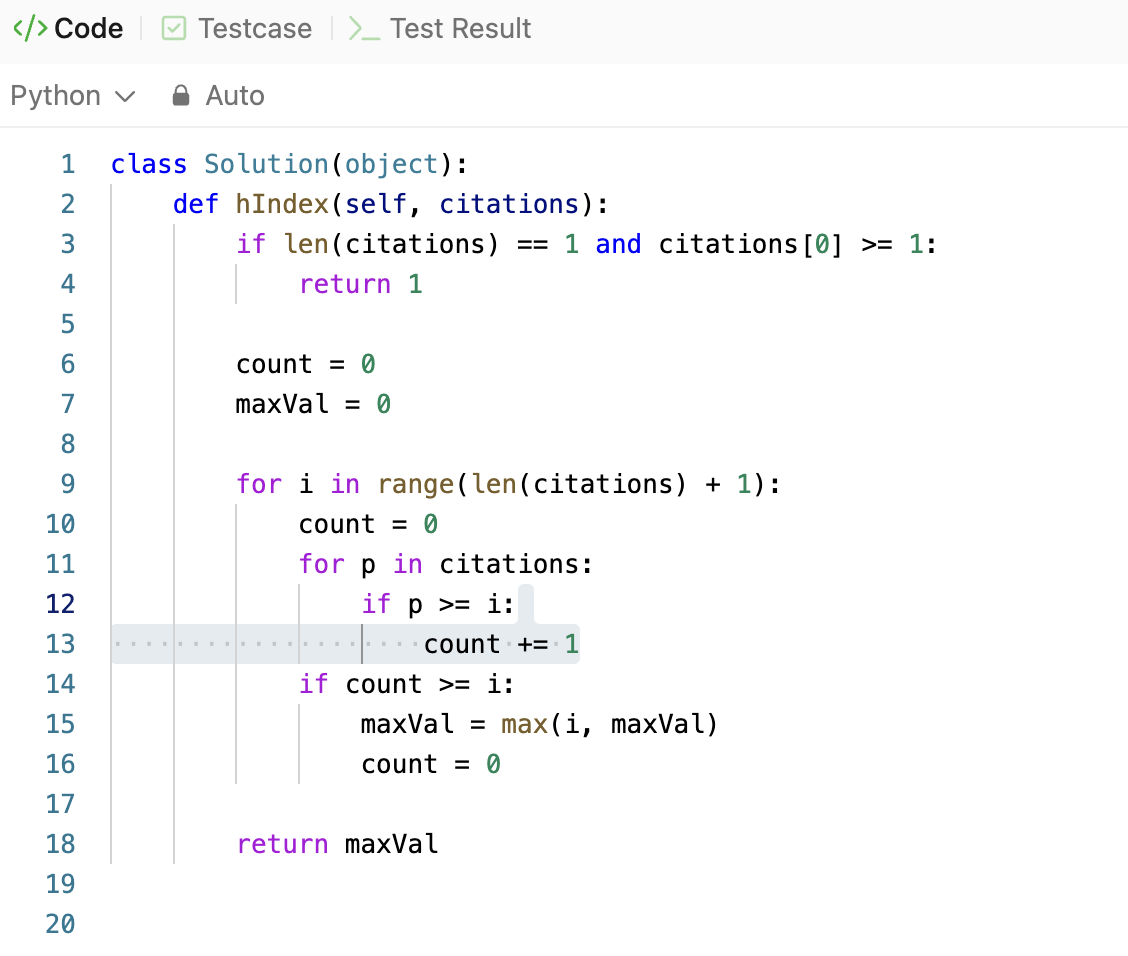 </> Code | Testcase | Test Result
Python Auto
1 class Solution(object):
2     def hIndex(self, citations):
3         if len(citations) == 1 and citations[0] >= 1:
4             return 1
5
6         count = 0
7         maxVal = 0
8
9         for i in range(len(citations) + 1):
10             count = 0
11             for p in citations:
12                 if p >= i:
13                     count += 1
14             if count >= i:
15                 maxVal = max(i, maxVal)
16                 count = 0
17
18         return maxVal
19
20